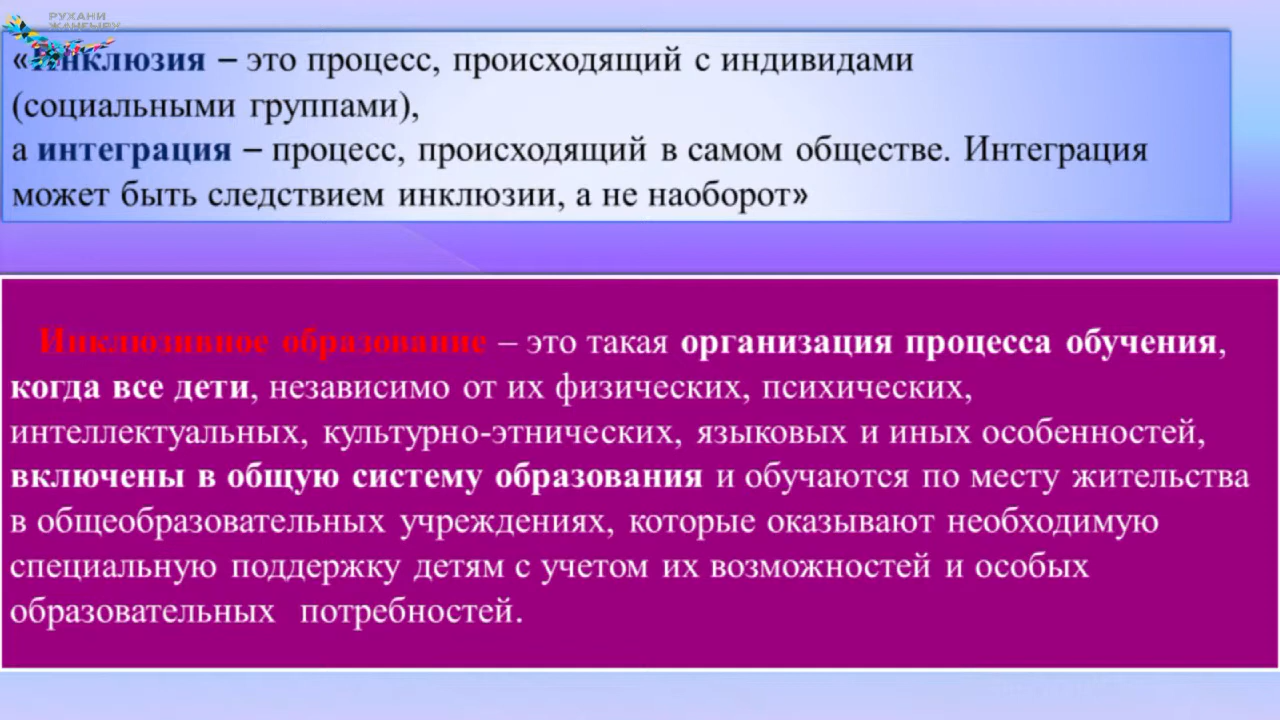 РУХАНИ
ЖАҢҒЫРУ
«Инклюзия – это процесс, происходящий с индивидами
(социальными группами),
а интеграция – процесс, происходящий в самом обществе. Интеграция
может быть следствием инклюзии, а не наоборот»
Инклюзивное образование – это такая организация процесса обучения,
когда все дети, независимо от их физических, психических,
интеллектуальных, культурно-этнических, языковых и иных особенностей,
включены в общую систему образования и обучаются по месту жительства
в общеобразовательных учреждениях, которые оказывают необходимую
специальную поддержку детям с учетом их возможностей и особых
образовательных потребностей.